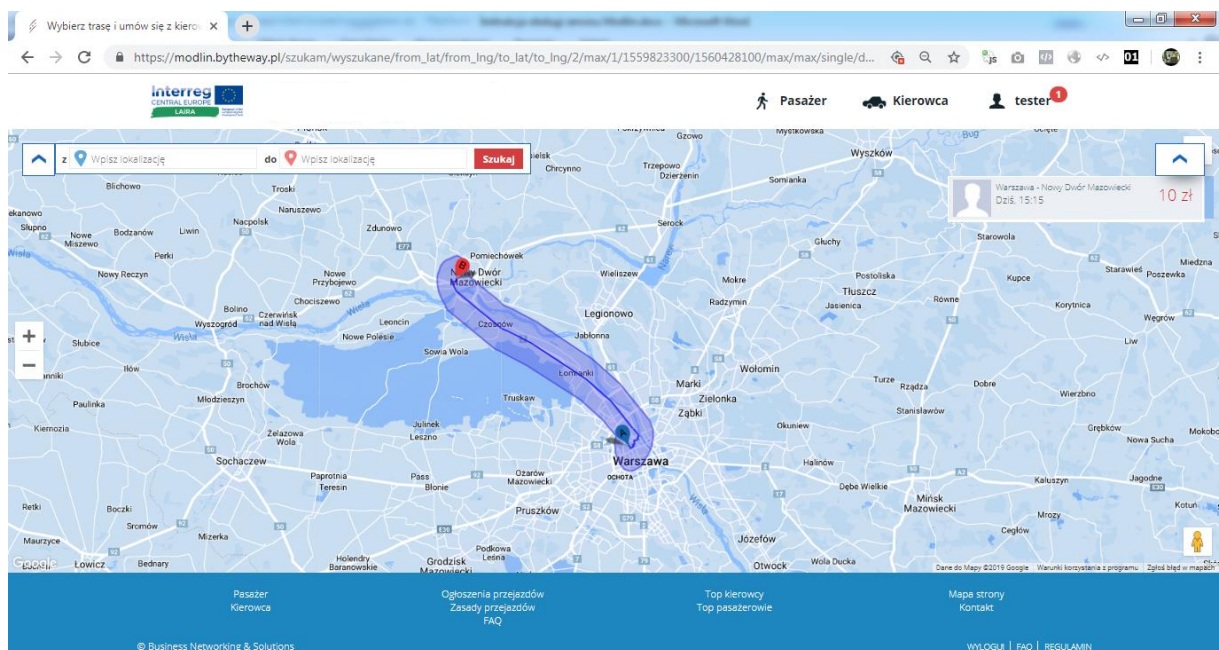 Wybierz trasę i umów się z kiero
https://modlin.bytheway.pl/szukam/wyszukane/from_lat/from_lng/to_lat/to_lng/2/max/1/1559823300/1560428100/max/max/single/d...
Interreg
CENTRAL EUROPE
LAIRA
Pasażer
Kierowca
tester
1
z
Wpisz lokalizację
do
Wpisz lokalizację
Szukaj
Warszawa - Nowy Dwór Mazowiecki
Dziś. 15:15
10 zł
Gzowo
Bug
Wyszków
Chrcynno
Trzepowo
Dzierżenin
Somianka
Blichowo
Troski
Naruszewo
Nacpolsk
Zdunowo
Serock
Słupno
Nowe
Miszewo
Bodzanów
Liwin
Perki
Głuchy
Starowola
Pomiechówek
Nowy Dwór
Mazowiecki
Nowy Reczyn
Nowe
Przybojewo
Wieliszew
Mokre
Postoliska
Tłuszcz
Kupce
Starawieś
Poszewka
Miedzna
Chociszewo
Bolino
Czerwińsk
nad Wisłą
Wyszogród
Leoncin
Czosnów
Legionowo
Radzymin
Jasienica
Równe
Korytnica
Węgrów
Słubice
Wisła
Nowe Polesie
Sowia Wola
Jabłonna
Liw
Iłów
Brochów
Młodzieszyn
Łomianki
Wołomin
Marki
Zielonka
Ząbki
Turze
Rządza
Dobre
Wierzbno
Paulinka
Truskaw
Stanisławów
Kiernozia
Żelazowa
Wola
Julinek
Leszno
Okuniew
Grębków
Nowa Sucha
Mokobo
Sochaczew
Warszawa
OCHOTA
Halinów
Paprotnia
Teresin
Pass
Błonie
Ożarów
Mazowiecki
Dębe Wielkie
Kałuszyn
Jagodne
Retki
Boczki
Pruszków
Mińsk
Mazowiecki
Mrozy
Kotuń
Sromów
Maurzyce
Mizerka
Józefów
Cegłów
Podkowa
Leśna
Łowicz
Bednary
Holendry
Baranowskie
Grodzisk
Mazowiecki
Otwock
Wola Ducka
Google
Dane do Mapy ©2019 Google
Warunki korzystania z programu
Zgłoś błąd w mapach
Pasażer
Kierowca
Ogłoszenia przejazdów
Zasady przejazdów
FAQ
Top kierowcy
Top pasażerowie
Mapa strony
Kontakt
© Business Networking & Solutions
WYLOGUJ | FAQ | REGULAMIN